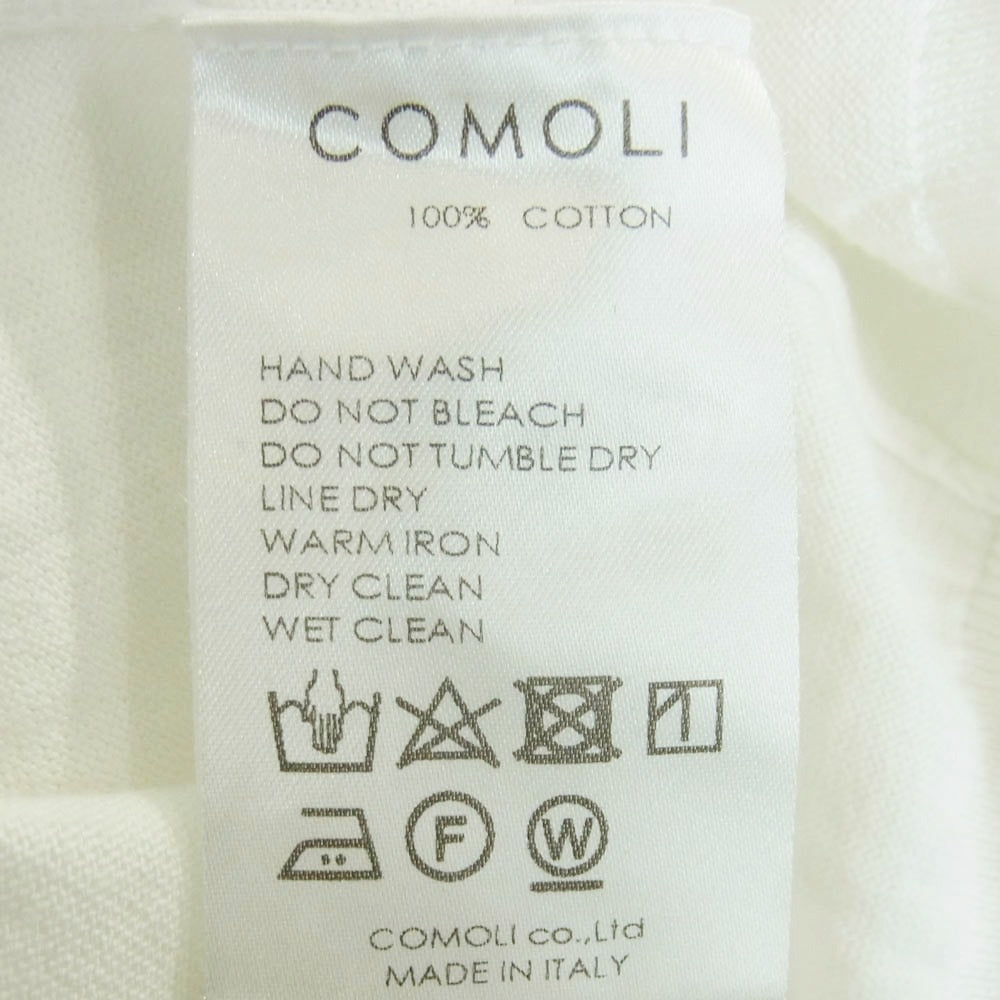 COMOLI
100% COTTON
HAND WASH
DO NOT BLEACH
DO NOT TUMBLE DRY
LINE DRY
WARM IRON
DRY CLEAN
WET CLEAN
F W
COMOLI co.,Ltd
MADE IN ITALY